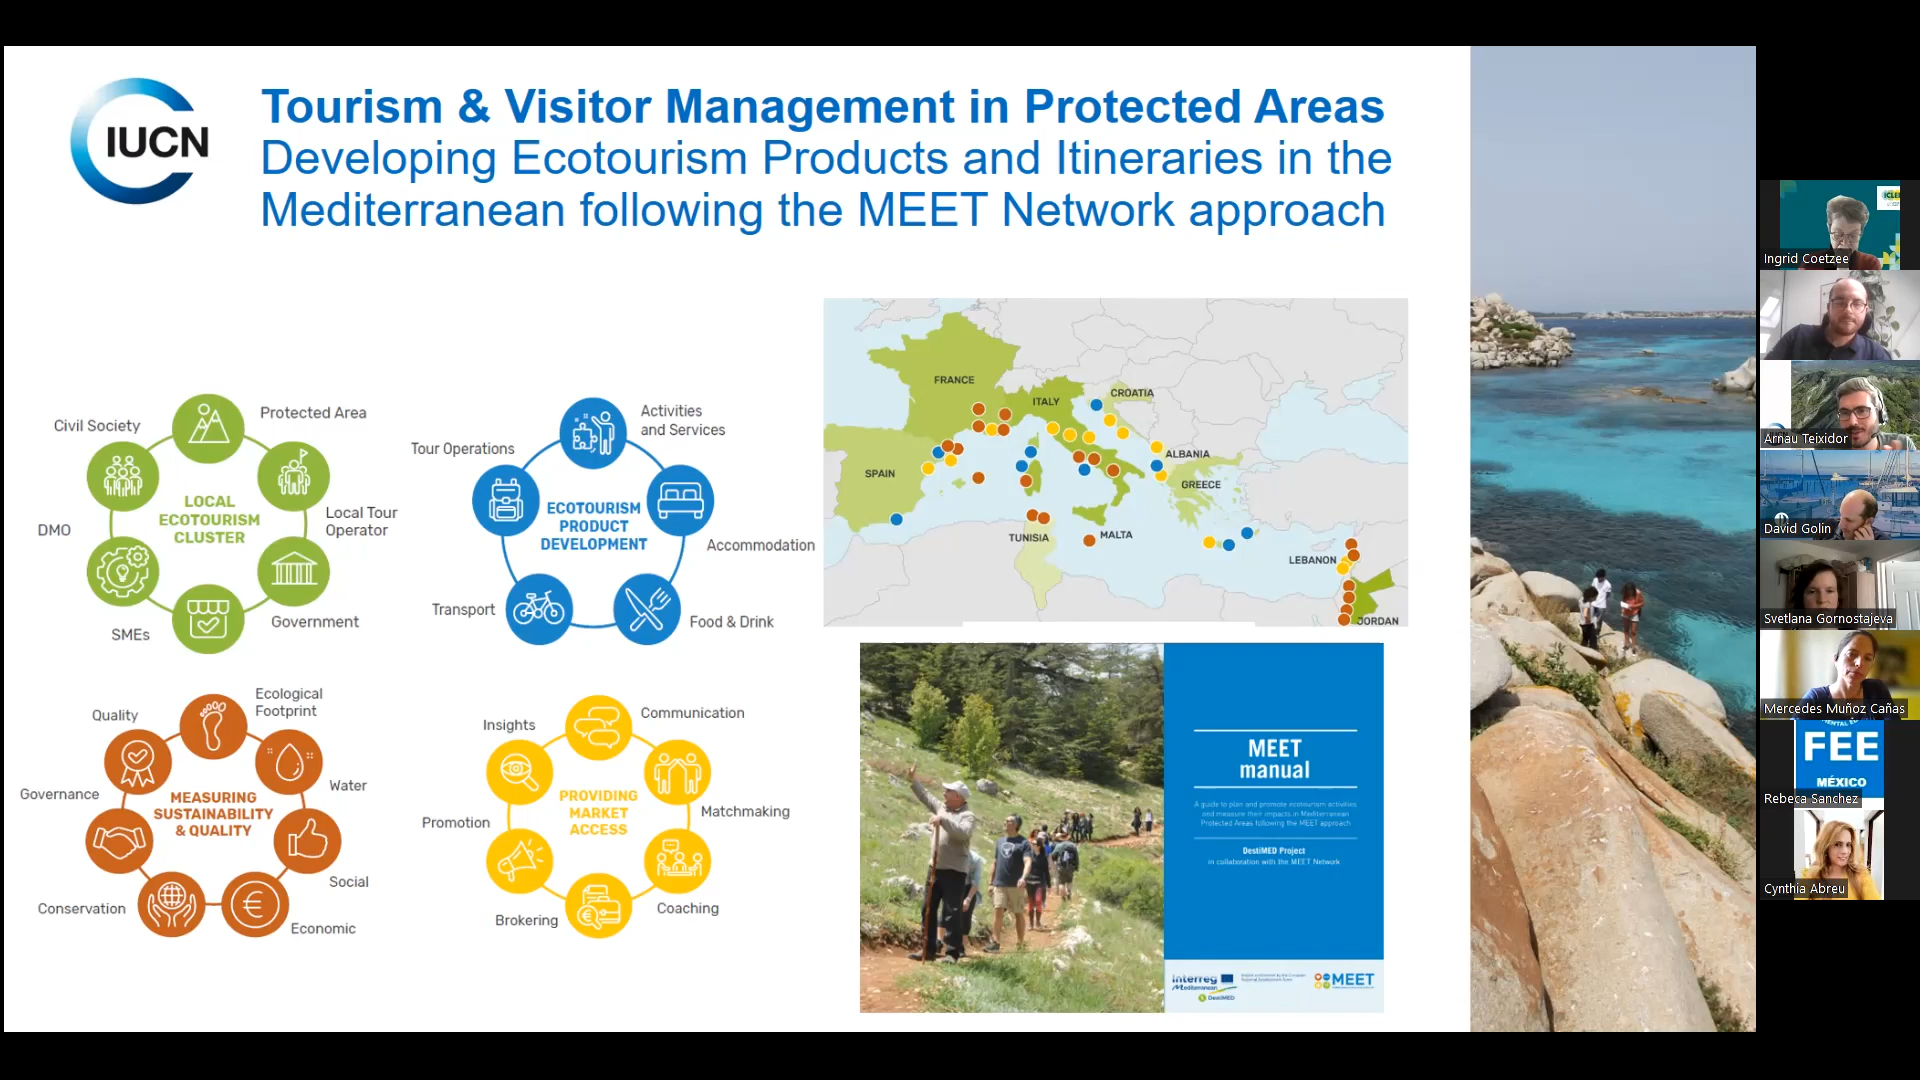 IUCN
Tourism & Visitor Management in Protected Areas
Developing Ecotourism Products and Itineraries in the
Mediterranean following the MEET Network approach
Civil Society
Protected Area
DMO
Local Tour
Operator
SMEs
Government
LOCAL
ECOTOURISM
CLUSTER
Tour Operations
Activities
and Services
Accommodation
Transport
Food & Drink
ECOTOURISM
PRODUCT
DEVELOPMENT
Quality
Ecological
Footprint
Governance
Water
Conservation
Social
Economic
MEASURING
SUSTAINABILITY
& QUALITY
Insights
Communication
Promotion
Matchmaking
Brokering
Coaching
PROVIDING
MARKET
ACCESS
FRANCE
ITALY
CROATIA
SPAIN
ALBANIA
GREECE
TUNISIA
MALTA
LEBANON
JORDAN
MEET
manual
A guide to plan and promote ecotourism activities
and measure their impacts in Mediterranean
Protected Areas following the MEET approach
DestiMED Project
in collaboration with the MEET Network
Interreg
Mediterranean
DestiMED
MEET
Ingrid Coetzee
Arnau Teixidor
David Golin
Svetlana Gornostajeva
Mercedes Muñoz Cañas
FEE
MÉXICO
Rebeca Sanchez
Cynthia Abreu